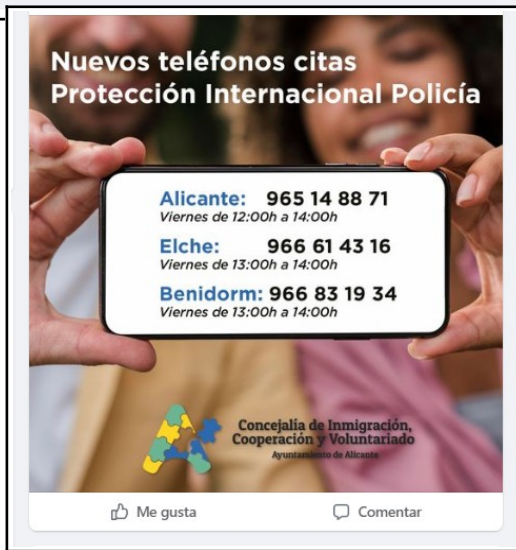 Nuevos teléfonos citas
Protección Internacional Policía
Alicante: 965 14 88 71
Viernes de 12:00h a 14:00h
Elche: 966 61 43 16
Viernes de 13:00h a 14:00h
Benidorm: 966 83 19 34
Viernes de 13:00h a 14:00h
Concejalía de Inmigración,
Cooperación y Voluntariado
Ayuntamiento de Alicante
Me gusta
Comentar